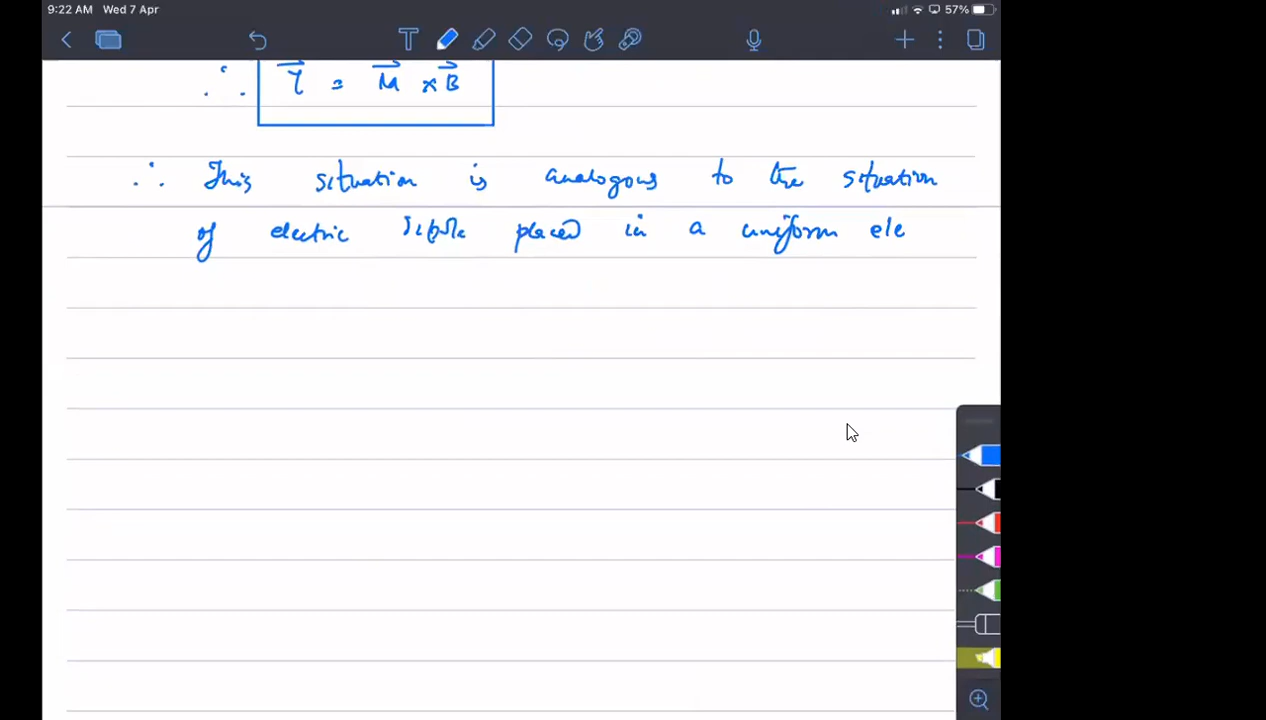 9:22 AM Wed 7 Apr 57%
T
∴ τ⃗ = M⃗ × B⃗
∴ This situation is analogous to the situation
of electric dipole placed in a uniform ele